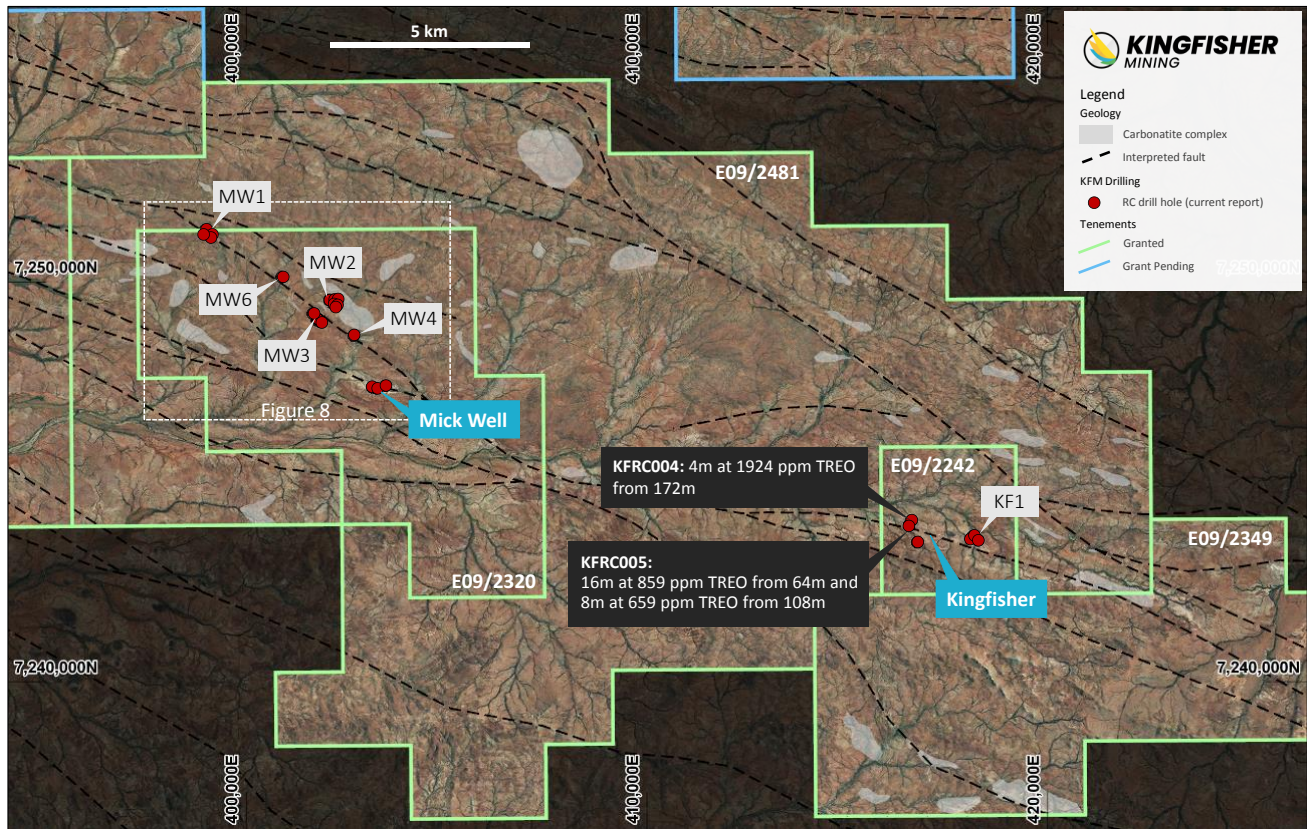 400,000E
5 km
410,000E
420,000E
KINGFISHER
MINING
Legend
Geology
Carbonatite complex
Interpreted fault
KFM Drilling
RC drill hole (current report)
Tenements
Granted
Grant Pending
7,250,000N
E09/2481
MW1
7,250,000N
MW2
MW6
MW4
MW3
Figure 8
Mick Well
KFRC004: 4m at 1924 ppm TREO
from 172m
E09/2242
KF1
E09/2349
KFRC005:
16m at 859 ppm TREO from 64m and
8m at 659 ppm TREO from 108m
E09/2320
Kingfisher
7,240,000N
7,240,000N
400,000E
410,000E
420,000E